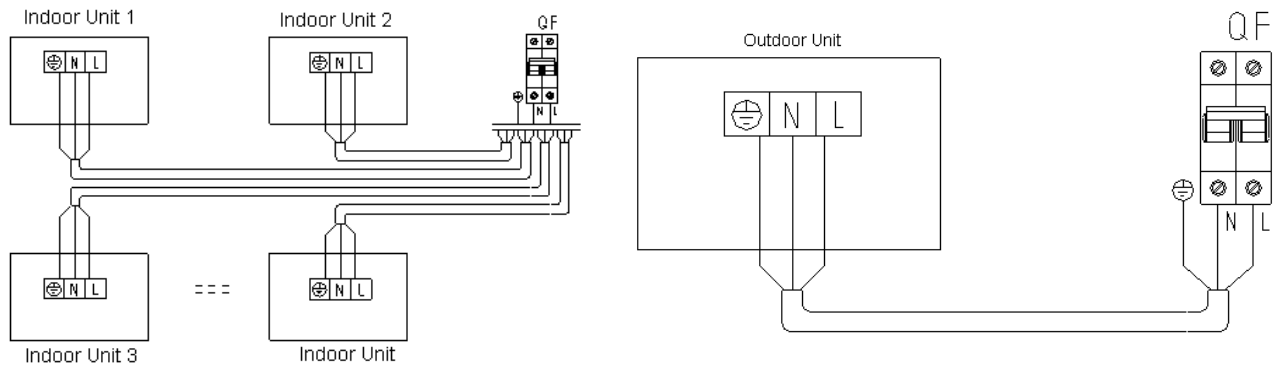 Indoor Unit 1
Indoor Unit 2
QF
N L
N L
N L
N L
N L
Indoor Unit 3
Indoor Unit
Outdoor Unit
QF
N L
N L